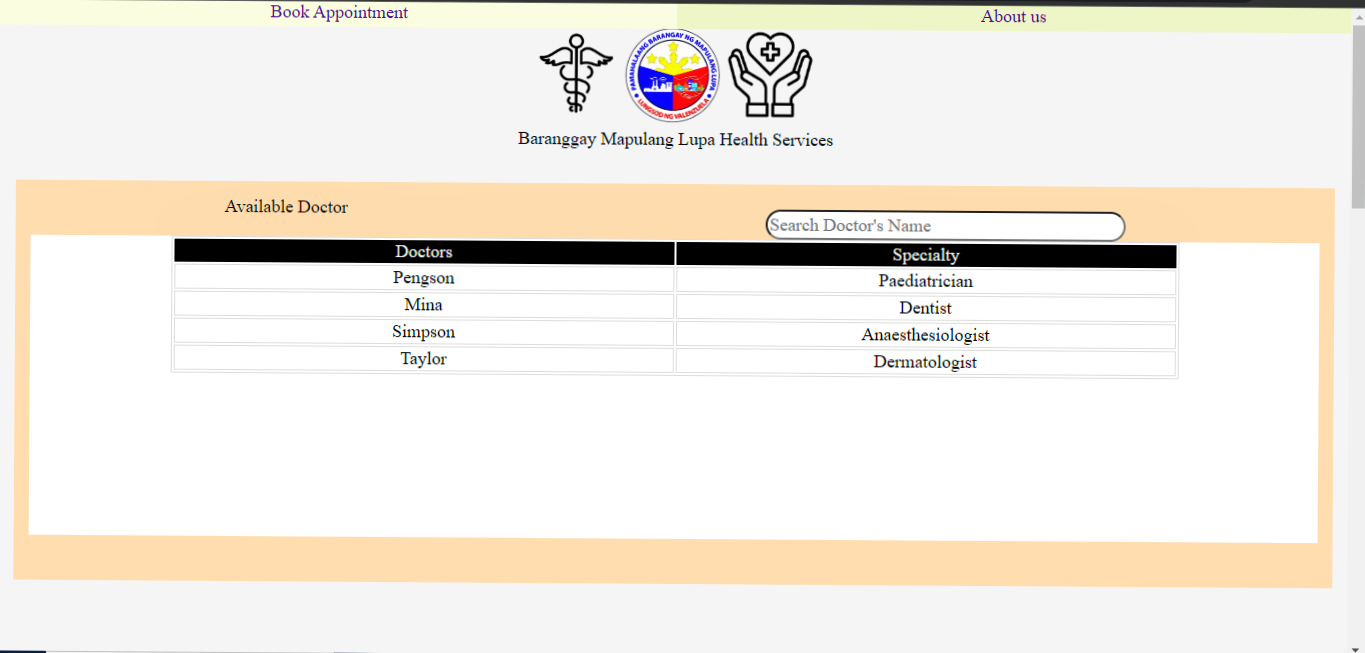 Book Appointment
About us
PAMAHALAANG BARANGAY NG MAPULANG LUPA
LUNGSOD NG VALENZUELA
Baranggay Mapulang Lupa Health Services
Available Doctor
Search Doctor's Name
Doctors Specialty
Pengson Paediatrician
Mina Dentist
Simpson Anaesthesiologist
Taylor Dermatologist